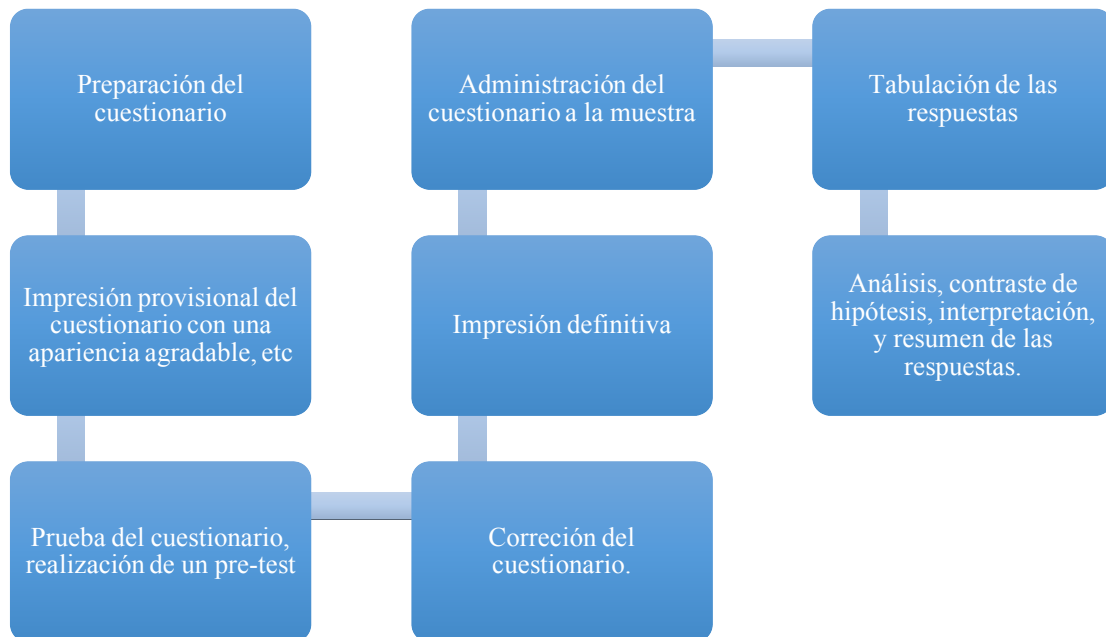 Preparación del
cuestionario
Impresión provisional del
cuestionario con una
apariencia agradable, etc
Prueba del cuestionario,
realización de un pre-test
Correción del
cuestionario.
Impresión definitiva
Administración del
cuestionario a la muestra
Tabulación de las
respuestas
Análisis, contraste de
hipótesis, interpretación,
y resumen de las
respuestas.